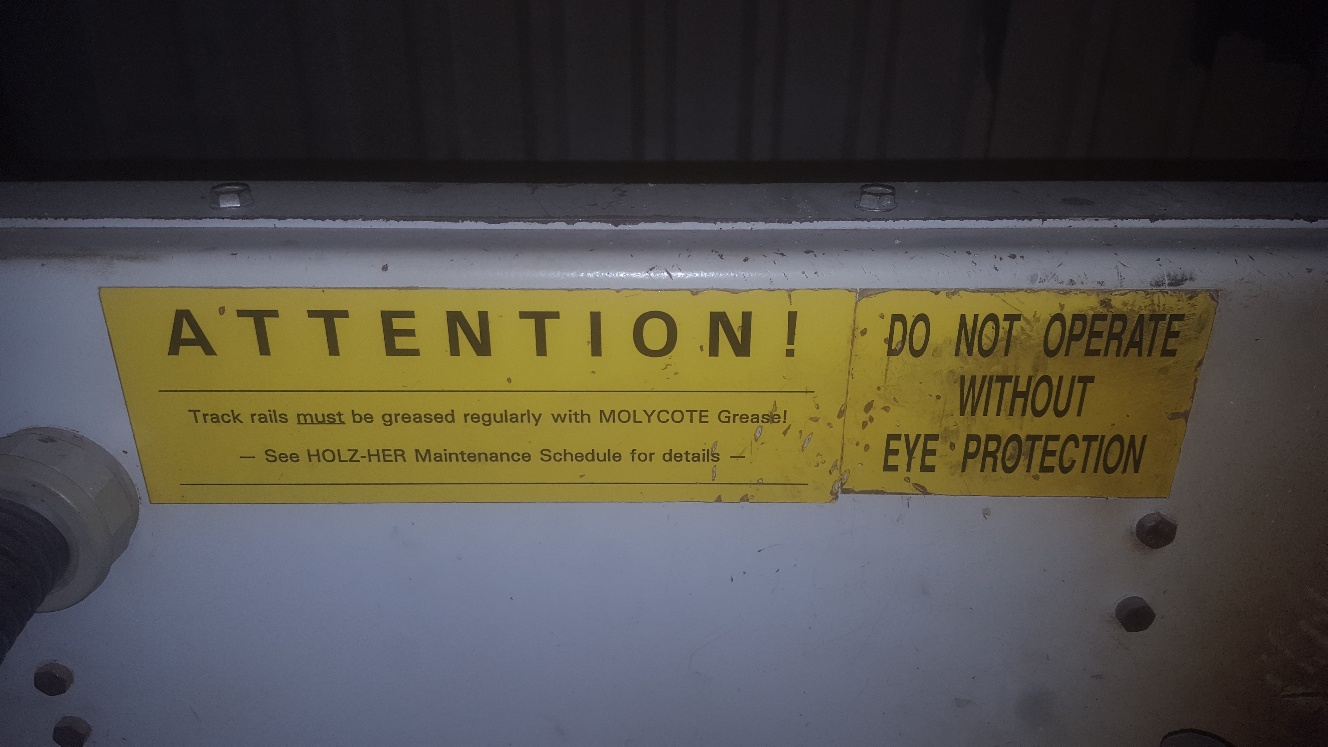 ATTENTION!
Track rails must be greased regularly with MOLYCOTE Grease!
— See HOLZ-HER Maintenance Schedule for details —
DO NOT OPERATE
WITHOUT
EYE PROTECTION